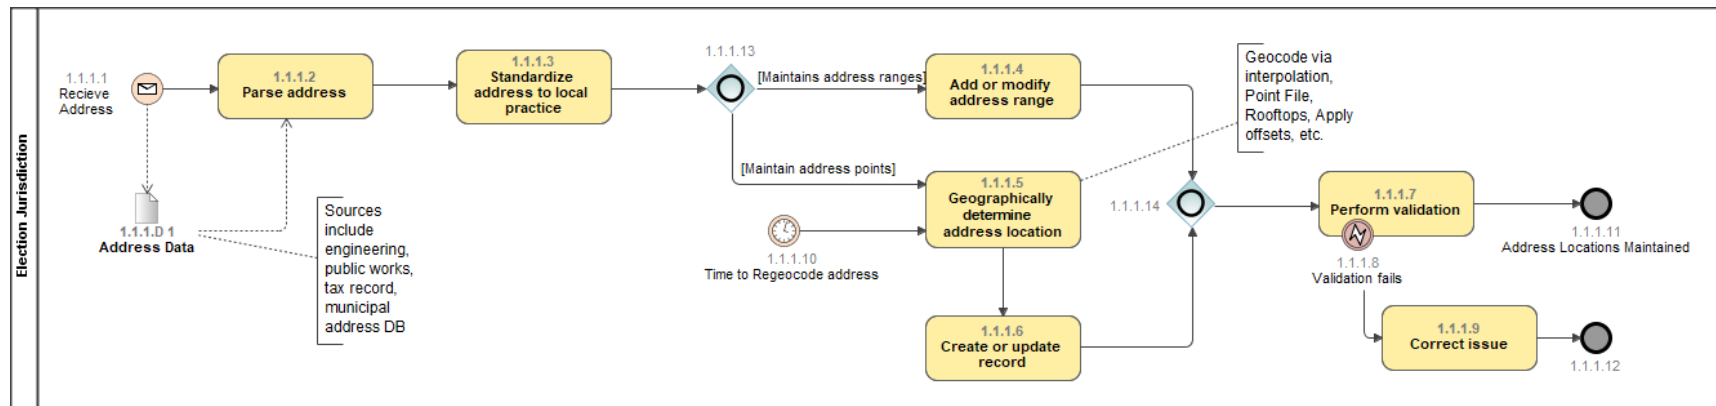 Election Jurisdiction
1.1.1.1
Recieve
Address
1.1.1.2
Parse address
1.1.1.3
Standardize
address to local
practice
1.1.1.13
[Maintains address ranges]
1.1.1.4
Add or modify
address range
Geocode via
interpolation,
Point File,
Rooftops, Apply
offsets, etc.
[Maintain address points]
1.1.1.5
Geographically
determine
address location
1.1.1.14
1.1.1.7
Perform validation
1.1.1.11
Address Locations Maintained
1.1.1.D 1
Address Data
Sources
include
engineering,
public works,
tax record,
municipal
address DB
1.1.1.10
Time to Regeocode address
1.1.1.8
Validation fails
1.1.1.6
Create or update
record
1.1.1.9
Correct issue
1.1.1.12